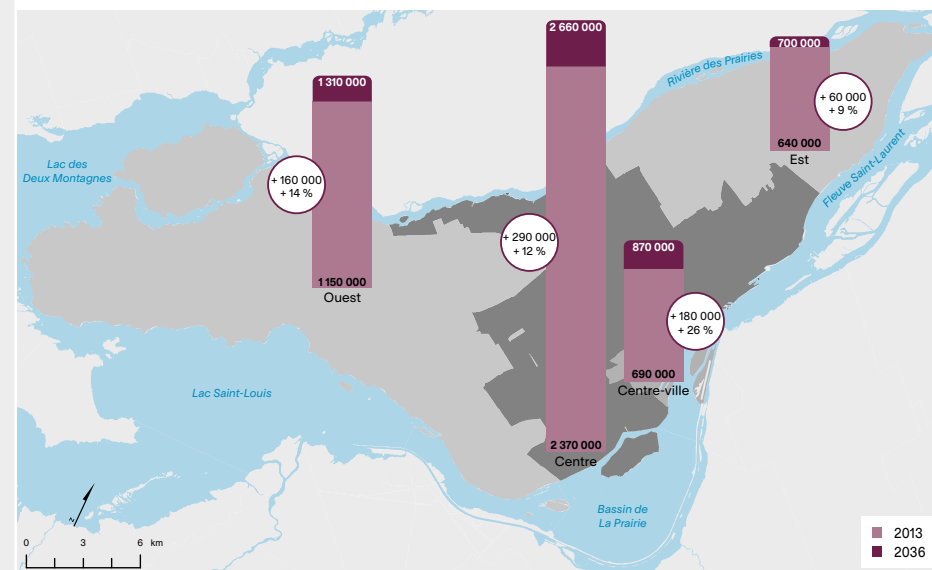 2 660 000
700 000
Rivière des Prairies
1 310 000
+ 60 000
+ 9 %
640 000
Est
Lac des
Deux Montagnes
Fleuve Saint-Laurent
+ 160 000
+ 14 %
+ 290 000
+ 12 %
870 000
1 150 000
Ouest
+ 180 000
+ 26 %
690 000
Centre-ville
Lac Saint-Louis
2 370 000
Centre
Bassin de
La Prairie
N
0 3 6 km
2013
2036